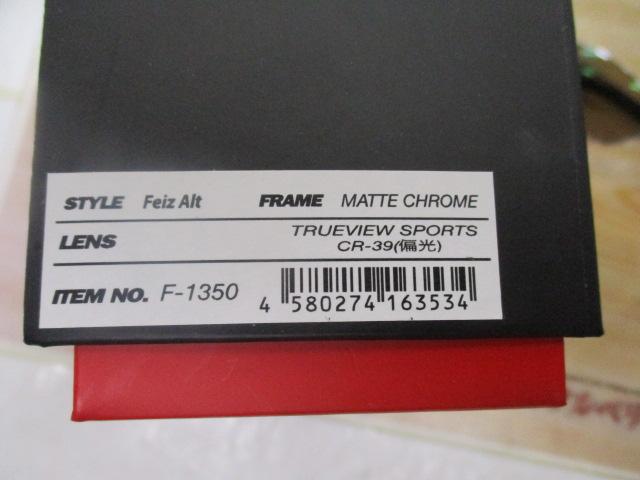 STYLE Feiz Alt FRAME MATTE CHROME
LENS TRUEVIEW SPORTS
CR-39(偏光)
ITEM NO. F-1350
4 580274 163534